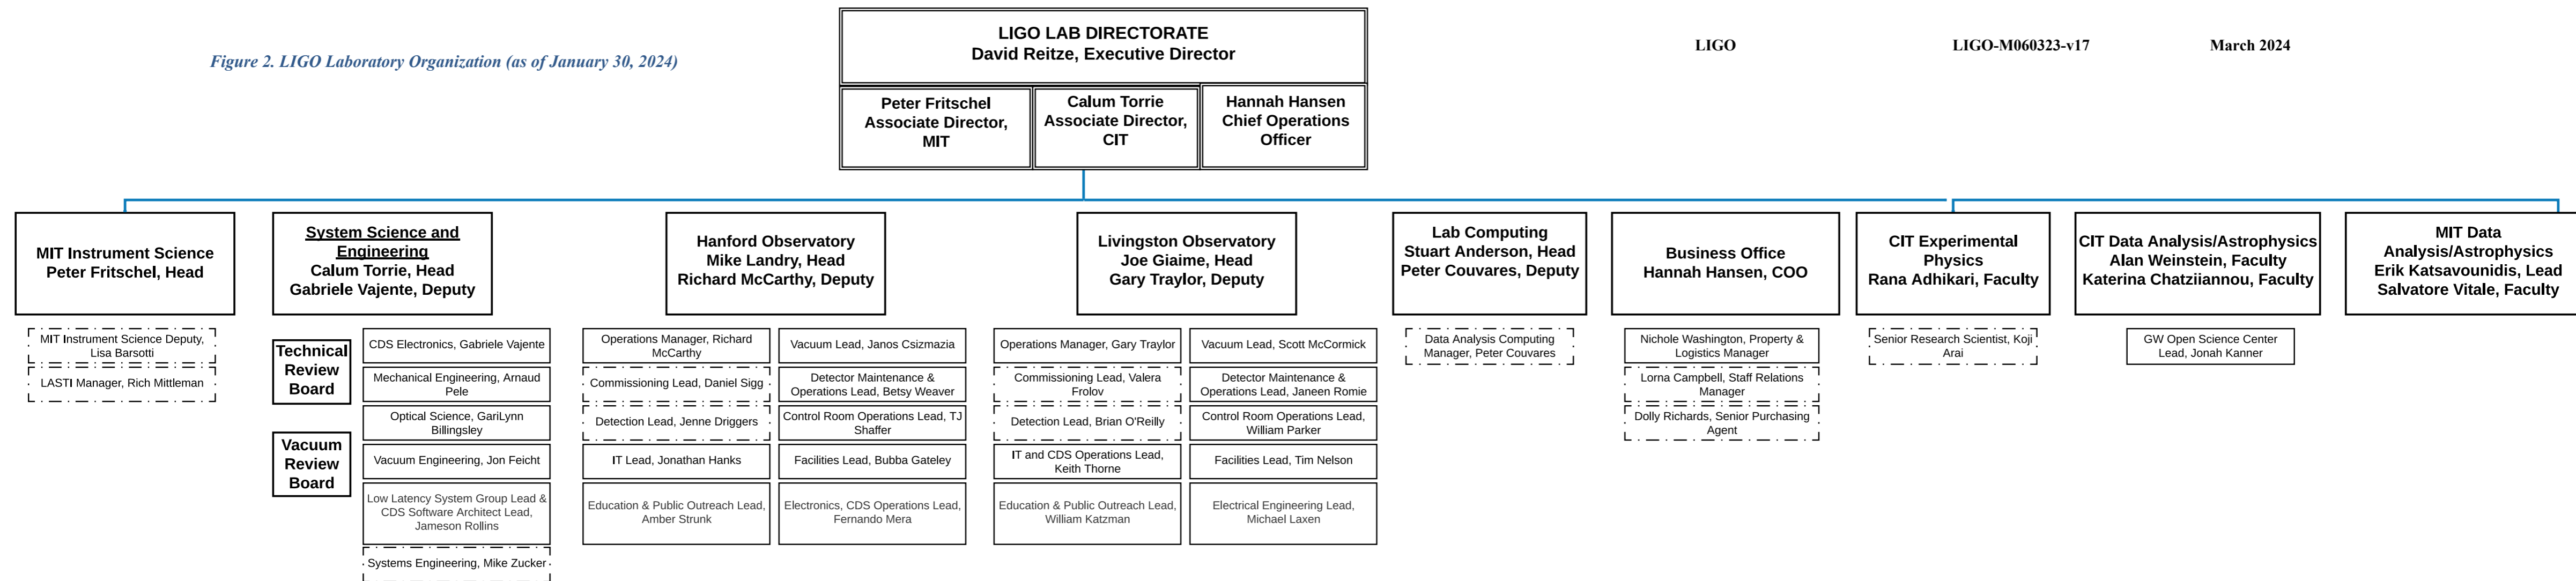 LIGO LAB DIRECTORATE
David Reitze, Executive Director
Figure 2. LIGO Laboratory Organization (as of January 30, 2024)
LIGO
LIGO-M060323-v17
March 2024
Peter Fritschel
Associate Director,
MIT
Calum Torrie
Associate Director,
CIT
Hannah Hansen
Chief Operations
Officer
MIT Instrument Science
Peter Fritschel, Head
System Science and
Engineering
Calum Torrie, Head
Gabriele Vajente, Deputy
Hanford Observatory
Mike Landry, Head
Richard McCarthy, Deputy
Livingston Observatory
Joe Giaime, Head
Gary Traylor, Deputy
Lab Computing
Stuart Anderson, Head
Peter Couvares, Deputy
Business Office
Hannah Hansen, COO
CIT Experimental
Physics
Rana Adhikari, Faculty
CIT Data Analysis/Astrophysics
Alan Weinstein, Faculty
Katerina Chatziiannou, Faculty
MIT Data
Analysis/Astrophysics
Erik Katsavounidis, Lead
Salvatore Vitale, Faculty
MIT Instrument Science Deputy,
Lisa Barsotti
LASTI Manager, Rich Mittleman
Technical
Review
Board
Vacuum
Review
Board
CDS Electronics, Gabriele Vajente
Mechanical Engineering, Arnaud
Pele
Optical Science, GariLynn
Billingsley
Vacuum Engineering, Jon Feicht
Low Latency System Group Lead &
CDS Software Architect Lead,
Jameson Rollins
Systems Engineering, Mike Zucker
Operations Manager, Richard
McCarthy
Commissioning Lead, Daniel Sigg
Detection Lead, Jenne Driggers
IT Lead, Jonathan Hanks
Education & Public Outreach Lead,
Amber Strunk
Vacuum Lead, Janos Csizmazia
Detector Maintenance &
Operations Lead, Betsy Weaver
Control Room Operations Lead, TJ
Shaffer
Facilities Lead, Bubba Gateley
Electronics, CDS Operations Lead,
Fernando Mera
Operations Manager, Gary Traylor
Commissioning Lead, Valera
Frolov
Detection Lead, Brian O'Reilly
IT and CDS Operations Lead,
Keith Thorne
Education & Public Outreach Lead,
William Katzman
Vacuum Lead, Scott McCormick
Detector Maintenance &
Operations Lead, Janeen Romie
Control Room Operations Lead,
William Parker
Facilities Lead, Tim Nelson
Electrical Engineering Lead,
Michael Laxen
Data Analysis Computing
Manager, Peter Couvares
Nichole Washington, Property &
Logistics Manager
Lorna Campbell, Staff Relations
Manager
Dolly Richards, Senior Purchasing
Agent
Senior Research Scientist, Koji
Arai
GW Open Science Center
Lead, Jonah Kanner